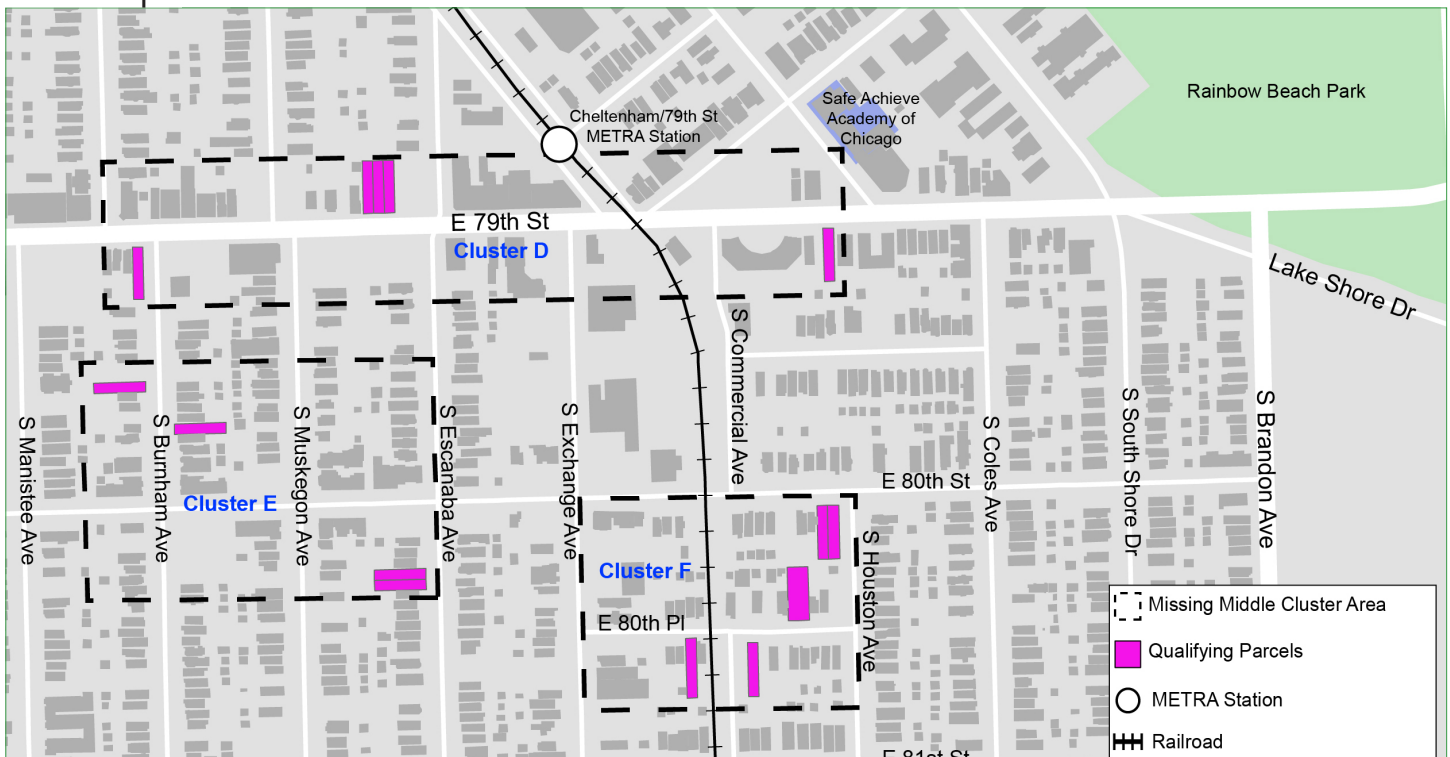 Rainbow Beach Park
Safe Achieve
Academy of
Chicago
Cheltenham/79th St
METRA Station
E 79th St
Cluster D
Lake Shore Dr
S Commercial Ave
S Manistee Ave
S Burnham Ave
S Muskegon Ave
S Escanaba Ave
S Exchange Ave
S Coles Ave
S South Shore Dr
S Brandon Ave
E 80th St
Cluster E
Cluster F
S Houston Ave
E 80th Pl
E 81st St
Missing Middle Cluster Area
Qualifying Parcels
METRA Station
Railroad